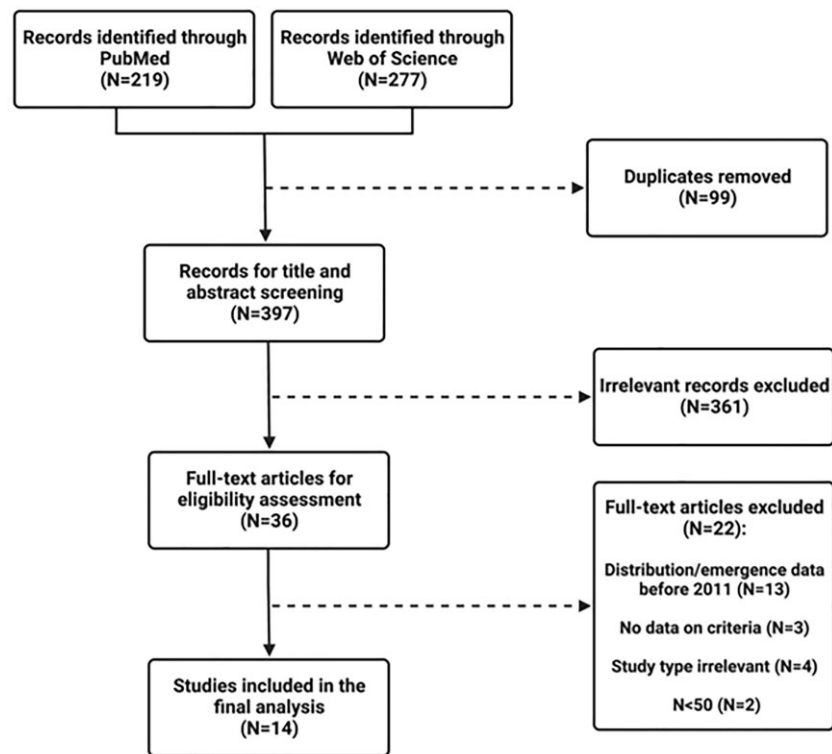 Records identified through
PubMed
(N=219)
Records identified through
Web of Science
(N=277)
Duplicates removed
(N=99)
Records for title and
abstract screening
(N=397)
Irrelevant records excluded
(N=361)
Full-text articles for
eligibility assessment
(N=36)
Full-text articles excluded
(N=22):
Distribution/emergence data
before 2011 (N=13)
No data on criteria (N=3)
Study type irrelevant (N=4)
N<50 (N=2)
Studies included in the
final analysis
(N=14)